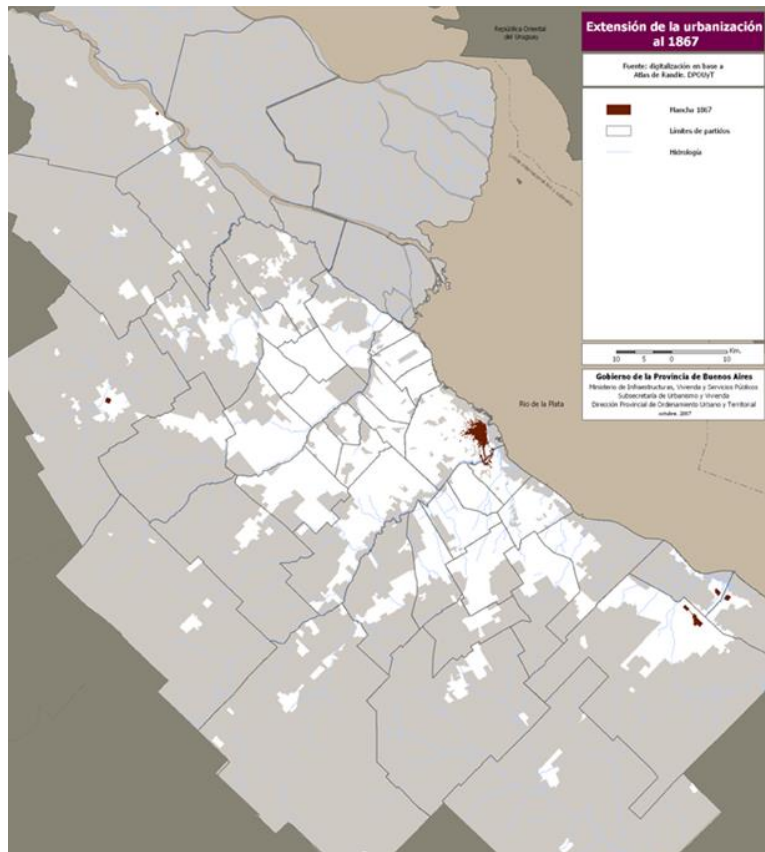 República Oriental
del Uruguay
Extensión de la urbanización
al 1867
Fuente: digitalización en base a
Atlas de Randle. DPOUyT
Mancha 1867
Límites de partidos
Hidrología
Km.
10 5 0 10
Gobierno de la Provincia de Buenos Aires
Ministerio de Infraestructuras, Vivienda y Servicios Públicos
Subsecretaría de Urbanismo y Vivienda
Dirección Provincial de Ordenamiento Urbano y Territorial
octubre, 2007
Río de la Plata